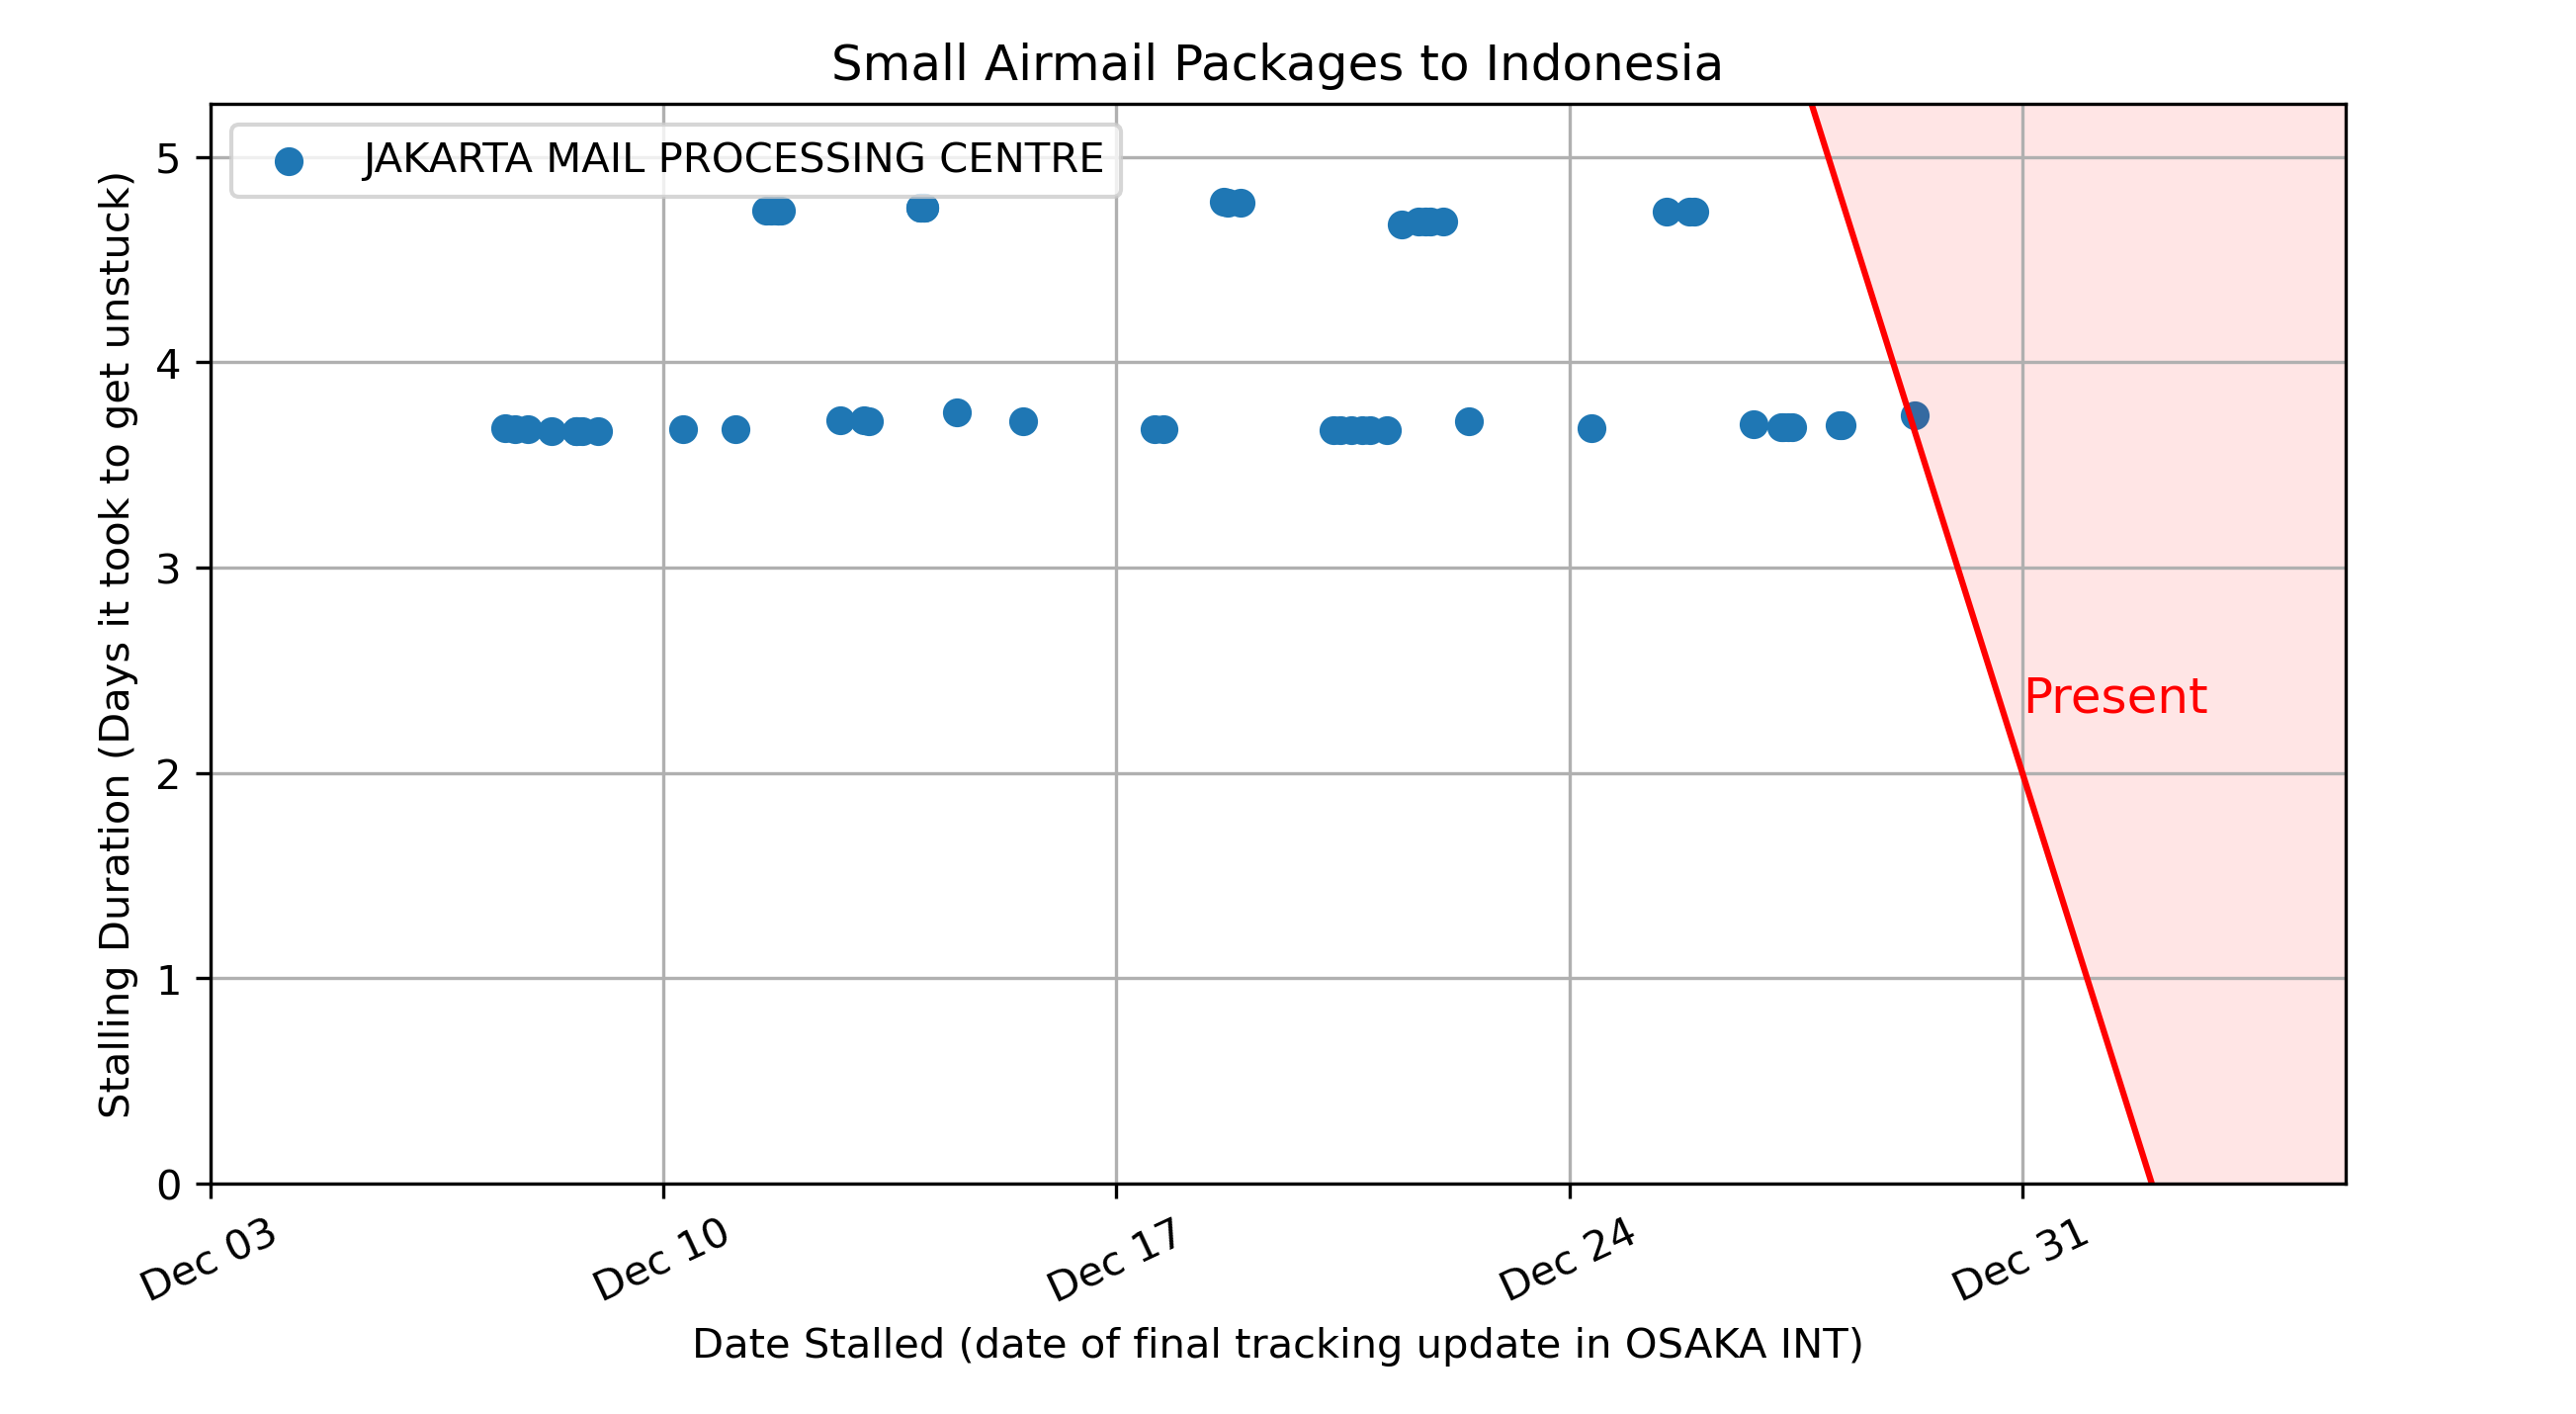 Small Airmail Packages to Indonesia
JAKARTA MAIL PROCESSING CENTRE
Stalling Duration (Days it took to get unstuck)
5
4
3
2
1
0
Present
Dec 03
Dec 10
Dec 17
Dec 24
Dec 31
Date Stalled (date of final tracking update in OSAKA INT)